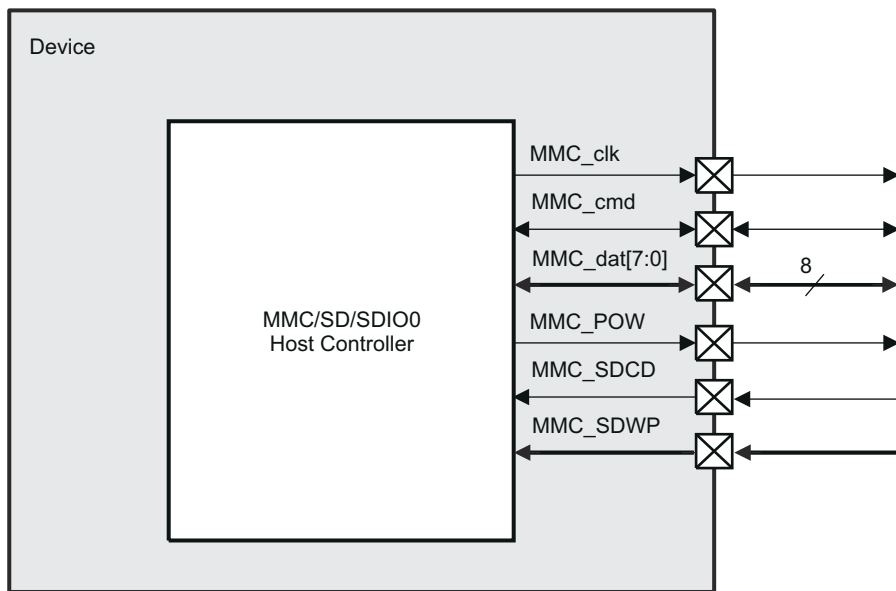 Device
MMC_clk
MMC_cmd
MMC_dat[7:0]
8
MMC/SD/SDIO0
Host Controller
MMC_POW
MMC_SDCD
MMC_SDWP